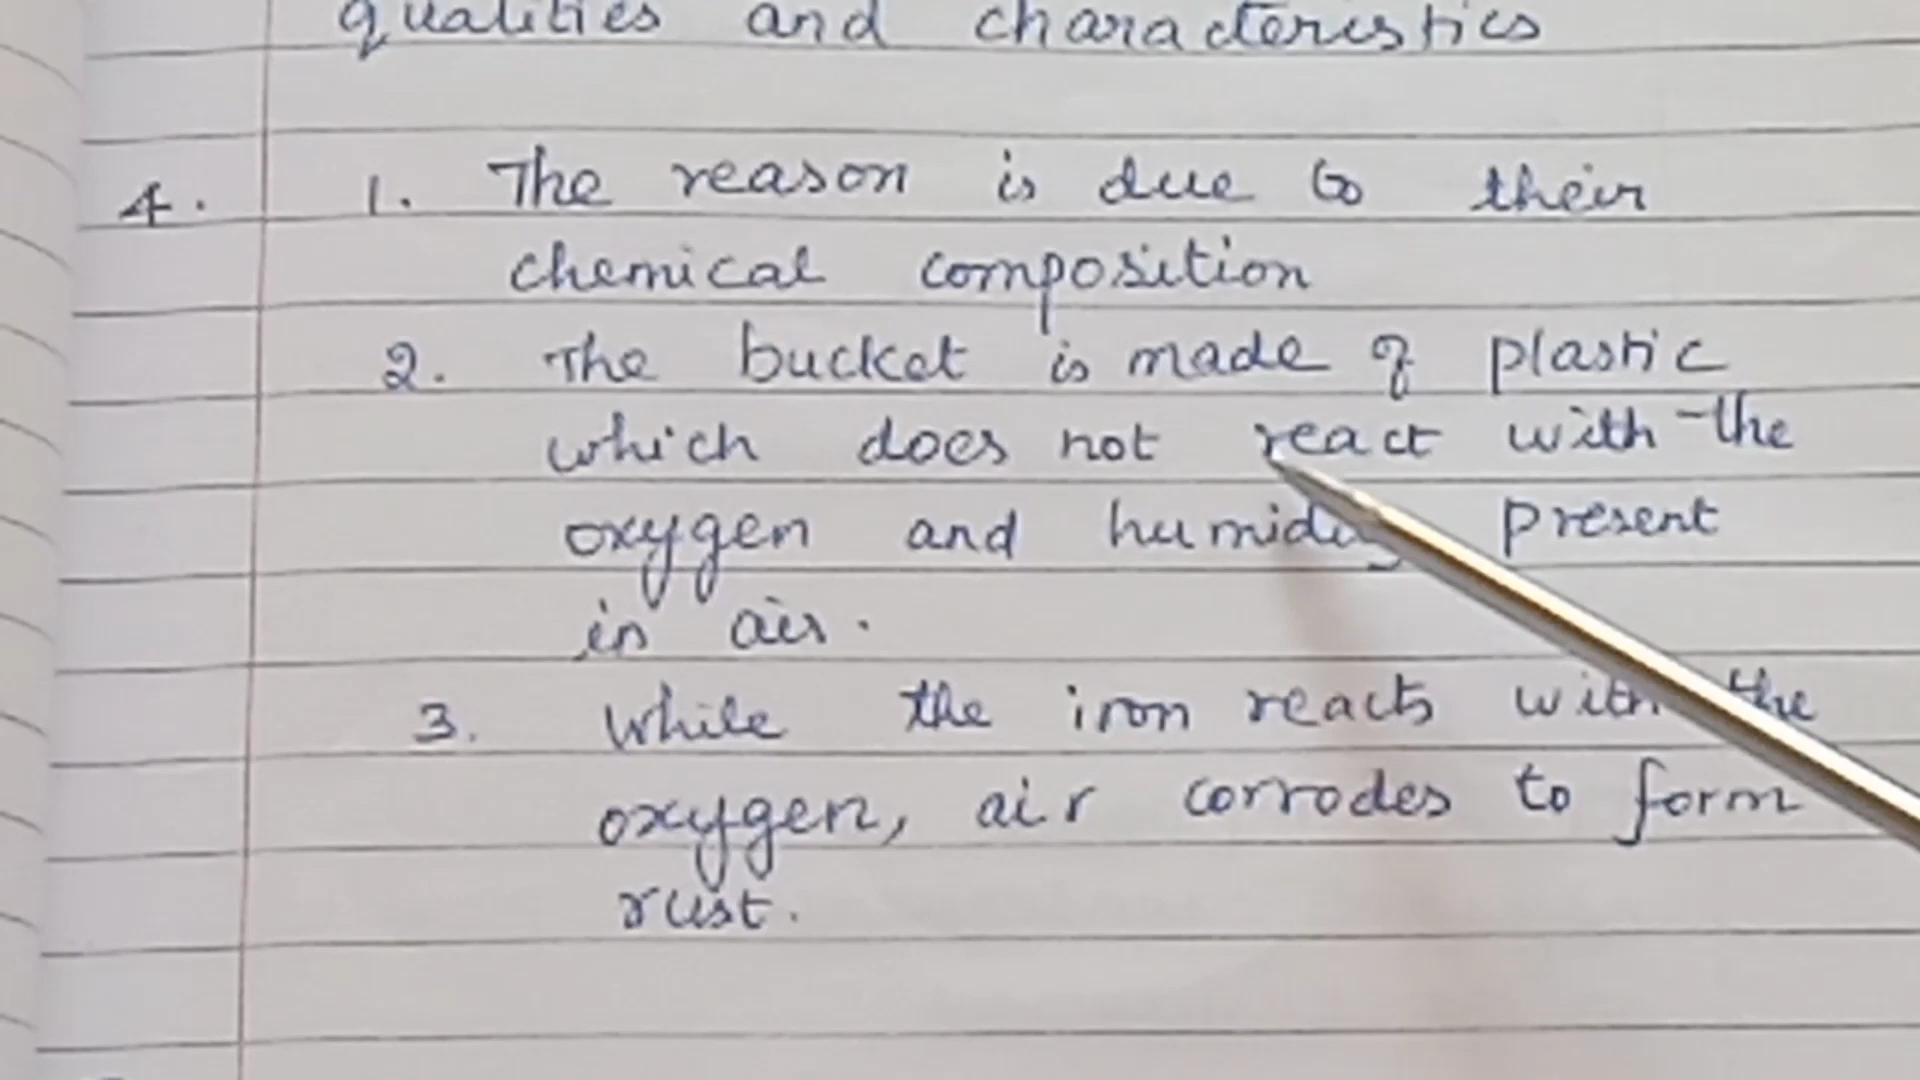 qualities and characteristics
4. 1. The reason is due to their
chemical composition
2. The bucket is made of plastic
which does not react with the
oxygen and humidity present
in air.
3. While the iron reacts with the
oxygen, air corrodes to form
rust.